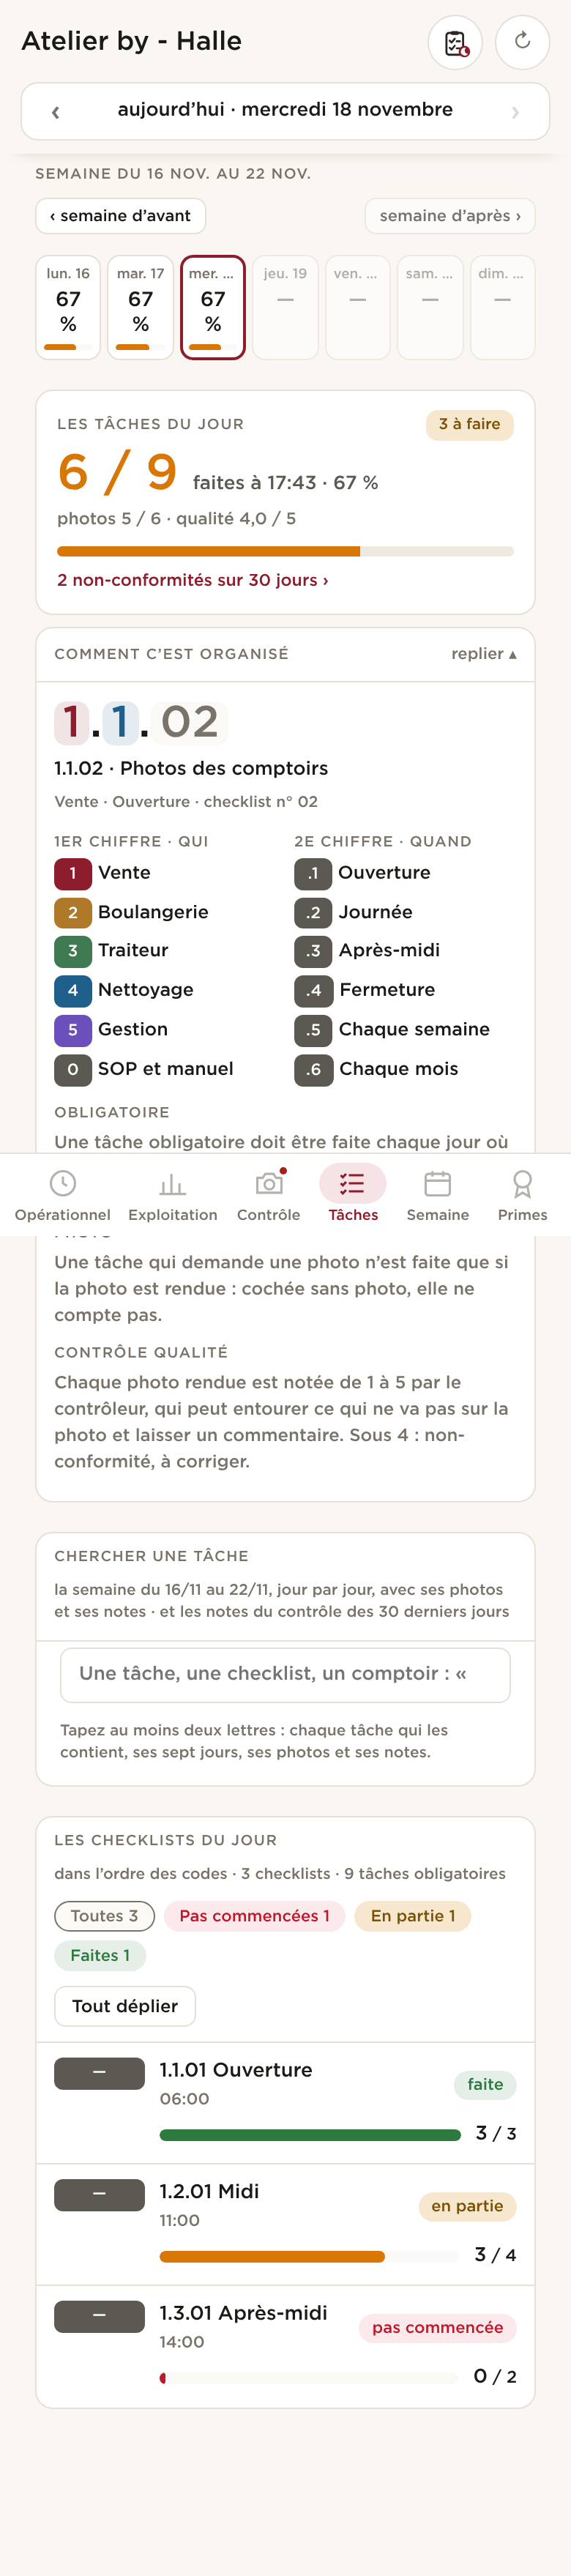 Atelier by - Halle
‹ aujourd’hui · mercredi 18 novembre ›
SEMAINE DU 16 NOV. AU 22 NOV.
‹ semaine d’avant
semaine d’après ›
lun. 16
67
%
mar. 17
67
%
mer. ...
67
%
jeu. 19
—
ven. ...
—
sam. ...
—
dim. ...
—
LES TÂCHES DU JOUR
3 à faire
6 / 9 faites à 17:43 · 67 %
photos 5 / 6 · qualité 4,0 / 5
2 non-conformités sur 30 jours ›
COMMENT C’EST ORGANISÉ
replier ▴
1.1.02
1.1.02 · Photos des comptoirs
Vente · Ouverture · checklist n° 02
1ER CHIFFRE · QUI
1 Vente
2 Boulangerie
3 Traiteur
4 Nettoyage
5 Gestion
0 SOP et manuel
2E CHIFFRE · QUAND
.1 Ouverture
.2 Journée
.3 Après-midi
.4 Fermeture
.5 Chaque semaine
.6 Chaque mois
OBLIGATOIRE
Une tâche obligatoire doit être faite chaque jour où
Opérationnel
Exploitation
Contrôle
Tâches
Semaine
Primes
Une tâche qui demande une photo n’est faite que si
la photo est rendue : cochée sans photo, elle ne
compte pas.
CONTRÔLE QUALITÉ
Chaque photo rendue est notée de 1 à 5 par le
contrôleur, qui peut entourer ce qui ne va pas sur la
photo et laisser un commentaire. Sous 4 : non-
conformité, à corriger.
CHERCHER UNE TÂCHE
la semaine du 16/11 au 22/11, jour par jour, avec ses photos
et ses notes · et les notes du contrôle des 30 derniers jours
Une tâche, une checklist, un comptoir : «
Tapez au moins deux lettres : chaque tâche qui les
contient, ses sept jours, ses photos et ses notes.
LES CHECKLISTS DU JOUR
dans l’ordre des codes · 3 checklists · 9 tâches obligatoires
Toutes 3
Pas commencées 1
En partie 1
Faites 1
Tout déplier
—
1.1.01 Ouverture
06:00
faite
3 / 3
—
1.2.01 Midi
11:00
en partie
3 / 4
—
1.3.01 Après-midi
14:00
pas commencée
0 / 2